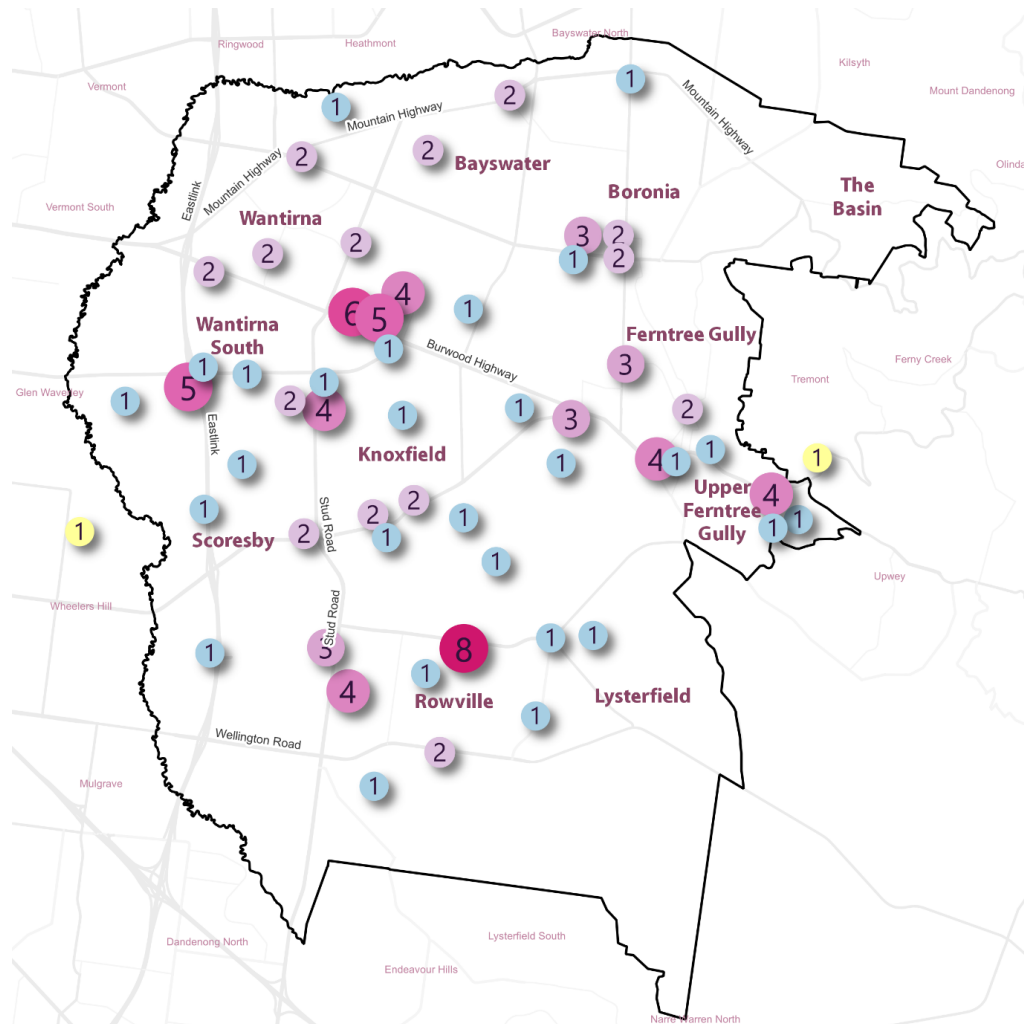 Bayswater North
Ringwood
Heathmont
Kilsyth
Vermont
Mount Dandenong
1
2
1
Mountain Highway
Mountain Highway
2
2
Bayswater
Mountain Highway
Olinda
Boronia
The
Basin
Eastlink
Vermont South
Wantirna
2
2
3
2
2
1
2
4
6
5
1
Wantirna
South
Ferntree Gully
1
Burwood Highway
Ferny Creek
3
Tremont
1
1
1
5
Glen Waverley
1
2
4
1
1
3
2
Eastlink
Knoxfield
1
1
4
1
1
1
Upper
Ferntree
Gully
4
1
1
1
2
2
1
1
Stud Road
1
2
Scoresby
1
1
Upwey
Wheelers Hill
Stud Road
1
3
8
1
1
1
4
Rowville
Lysterfield
1
Wellington Road
2
Mulgrave
1
Dandenong North
Lysterfield South
Endeavour Hills
Narre Warren North